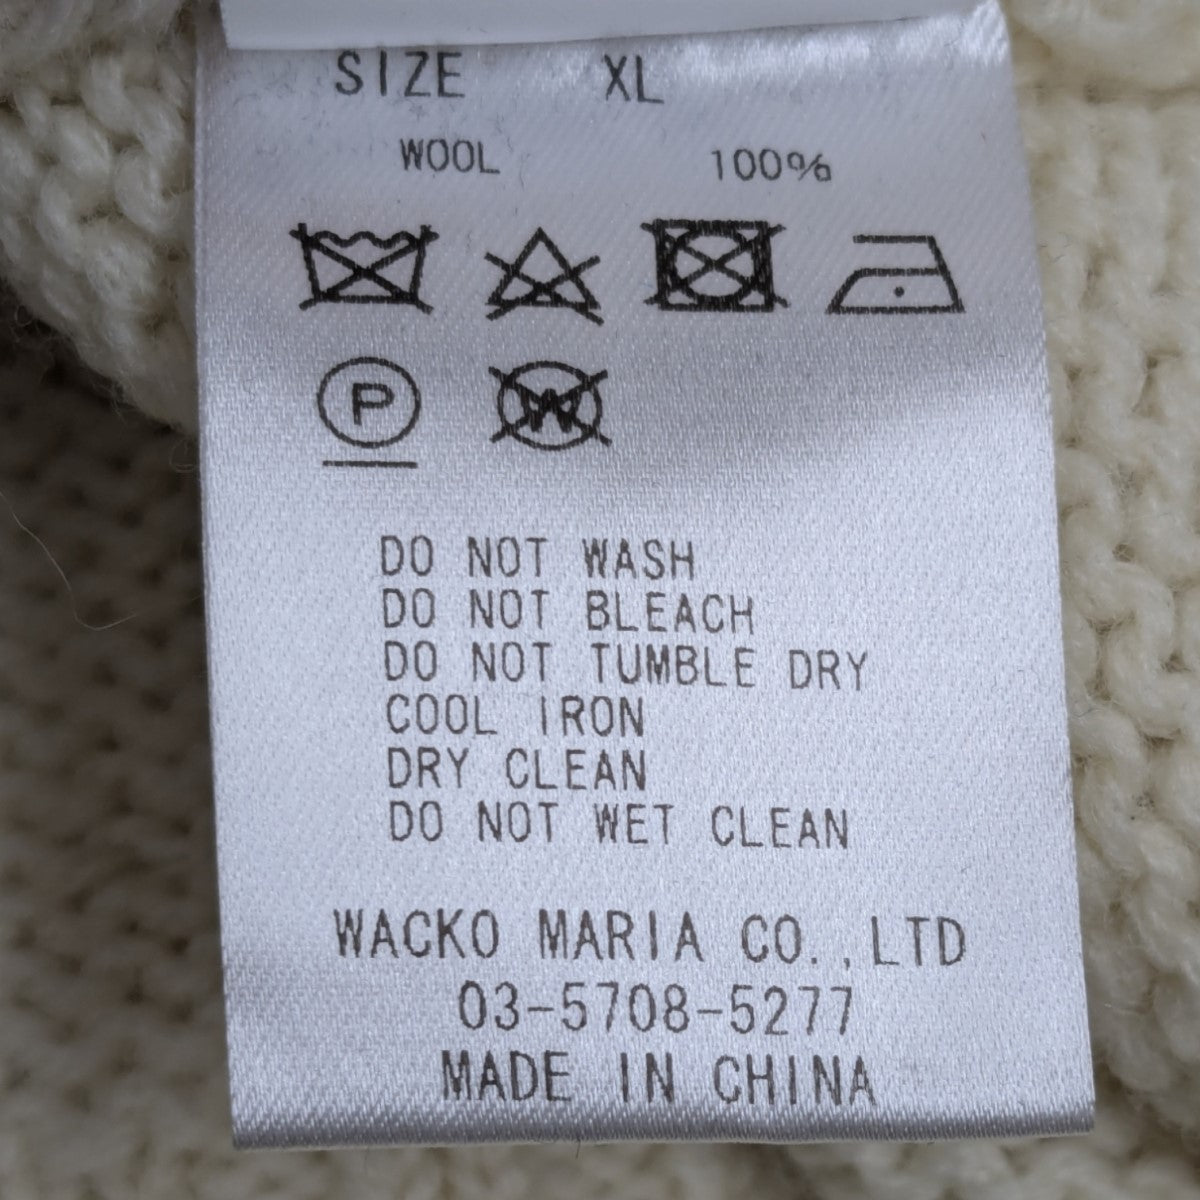 SIZE XL
WOOL 100%
P W
DO NOT WASH
DO NOT BLEACH
DO NOT TUMBLE DRY
COOL IRON
DRY CLEAN
DO NOT WET CLEAN
WACKO MARIA CO.,LTD
03-5708-5277
MADE IN CHINA